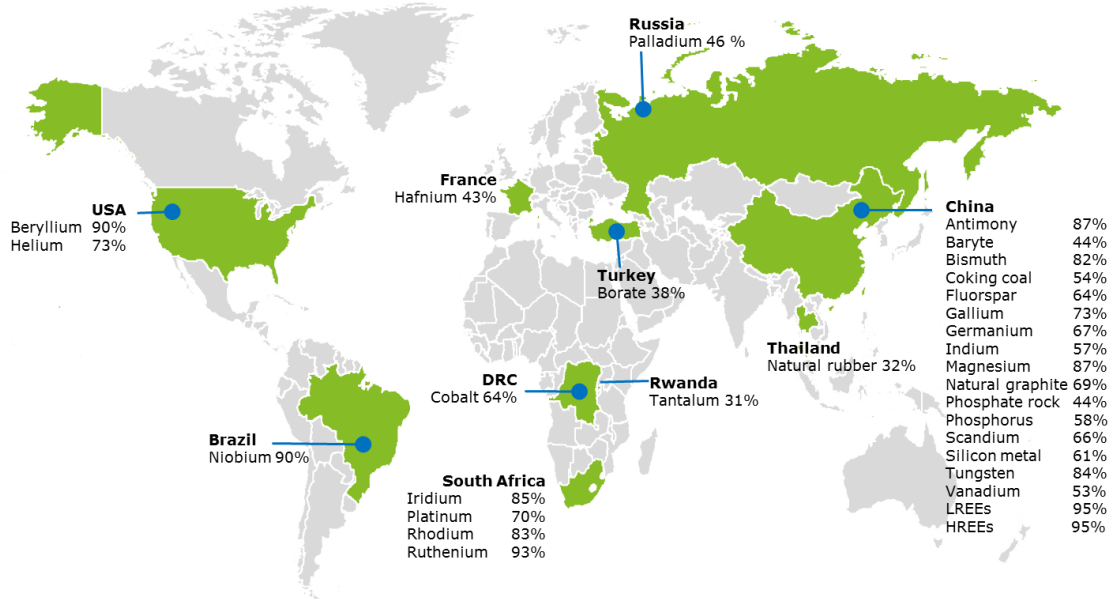 Russia
Palladium 46 %
France
Hafnium 43%
USA
Beryllium 90%
Helium 73%
China
Antimony 87%
Baryte 44%
Bismuth 82%
Coking coal 54%
Fluorspar 64%
Gallium 73%
Germanium 67%
Indium 57%
Magnesium 87%
Natural graphite 69%
Phosphate rock 44%
Phosphorus 58%
Scandium 66%
Silicon metal 61%
Tungsten 84%
Vanadium 53%
LREEs 95%
HREEs 95%
Turkey
Borate 38%
Thailand
Natural rubber 32%
DRC
Cobalt 64%
Rwanda
Tantalum 31%
Brazil
Niobium 90%
South Africa
Iridium 85%
Platinum 70%
Rhodium 83%
Ruthenium 93%